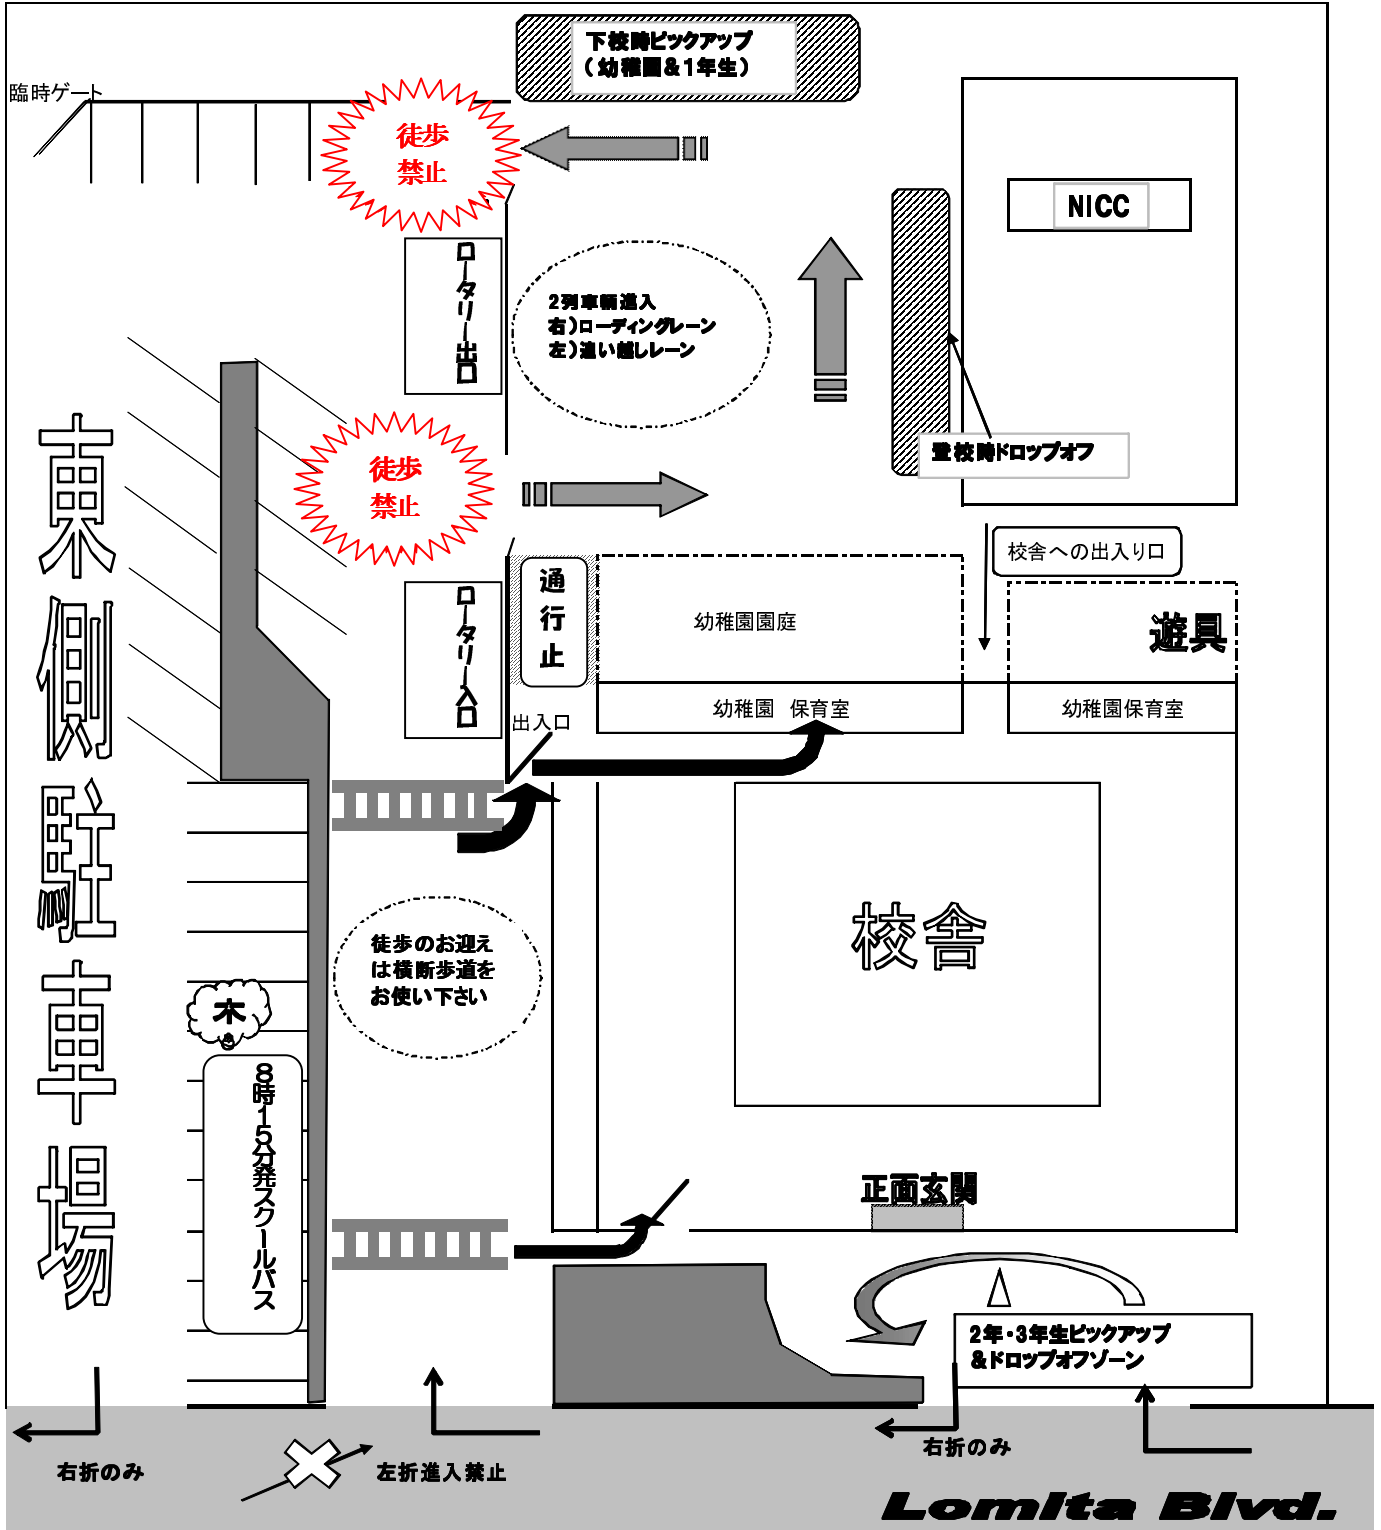 下校時ピックアップ
（幼稚園&1年生）
臨時ゲート
徒歩
禁止
NICC
ロータリー出口
2列車輌進入
右）ローディングレーン
左）追い越しレーン
登校時ドロップオフ
徒歩
禁止
東側駐車場
校舎への出入り口
通行止
ロータリー入口
幼稚園園庭
遊具
幼稚園　保育室
幼稚園保育室
出入口
校舎
徒歩のお迎え
は横断歩道を
お使い下さい
木
8時15分発スクールバス
正面玄関
2年・3年生ピックアップ
&ドロップオフゾーン
右折のみ
左折進入禁止
右折のみ
Lomita Blvd.